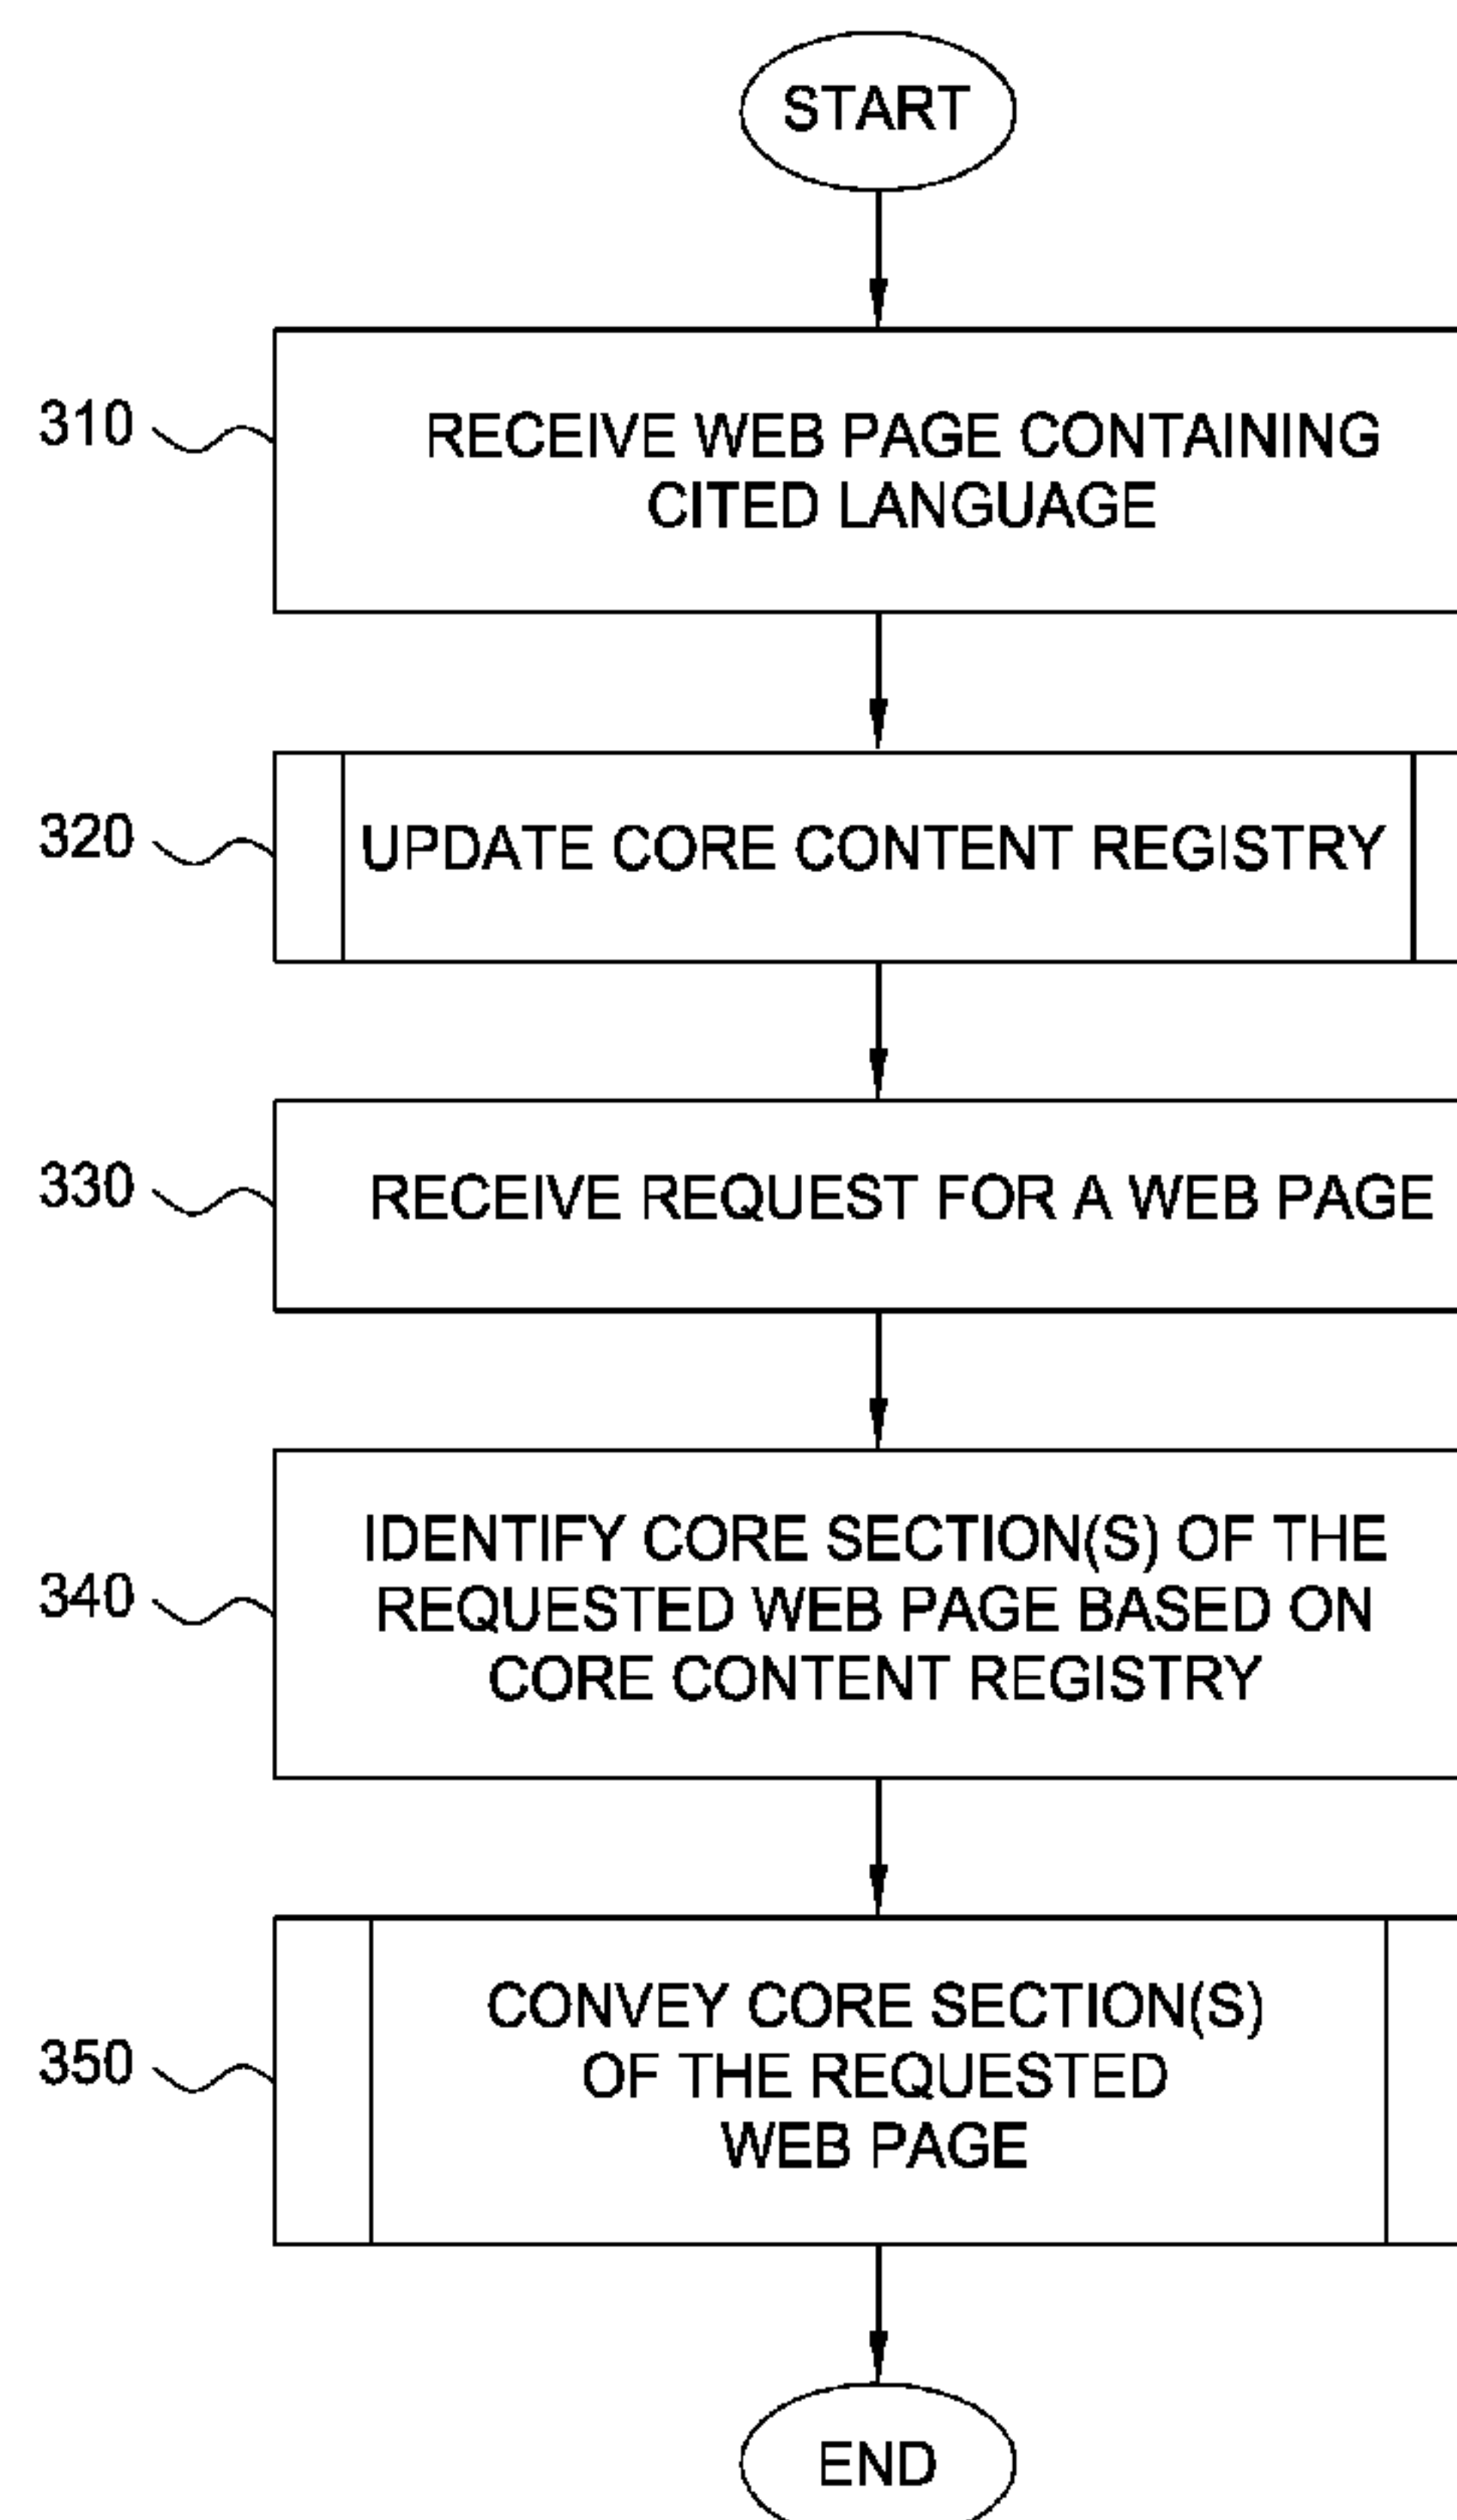 START
310
RECEIVE WEB PAGE CONTAINING
CITED LANGUAGE
320
UPDATE CORE CONTENT REGISTRY
330
RECEIVE REQUEST FOR A WEB PAGE
340
IDENTIFY CORE SECTION(S) OF THE
REQUESTED WEB PAGE BASED ON
CORE CONTENT REGISTRY
350
CONVEY CORE SECTION(S)
OF THE REQUESTED
WEB PAGE
END